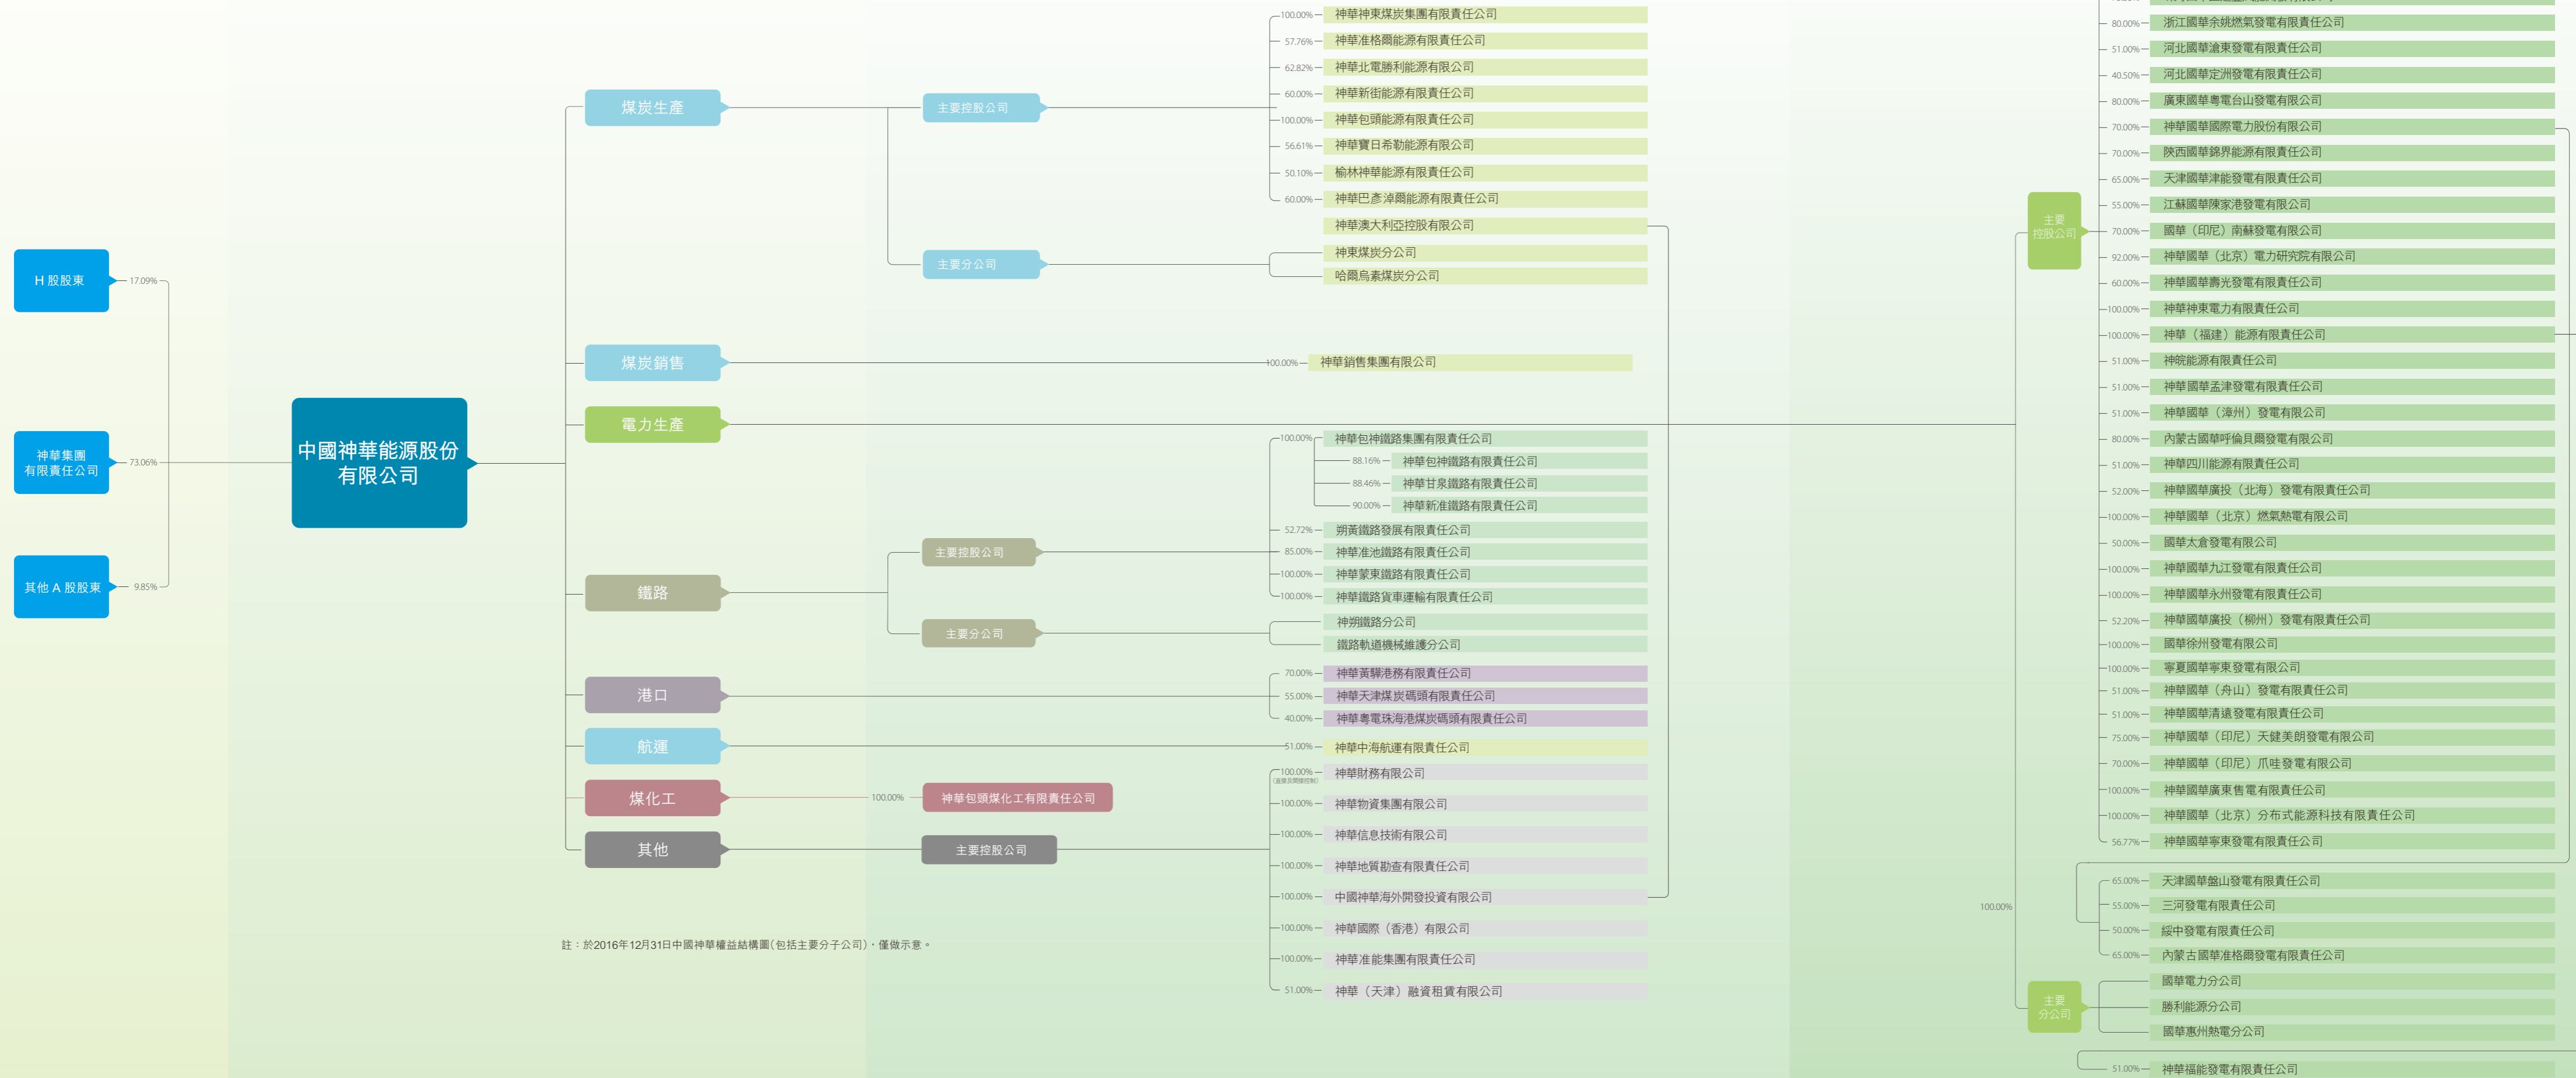 H 股股東
17.09%
神華集團
有限責任公司
73.06%
其他 A 股股東
9.85%
中國神華能源股份
有限公司
煤炭生產
主要控股公司
100.00% 神華神東煤炭集團有限責任公司
57.76% 神華准格爾能源有限責任公司
62.82% 神華北電勝利能源有限公司
60.00% 神華新街能源有限責任公司
100.00% 神華包頭能源有限責任公司
56.61% 神華寶日希勒能源有限公司
50.10% 榆林神華能源有限責任公司
60.00% 神華巴彥淖爾能源有限責任公司
神華澳大利亞控股有限公司
主要分公司
神東煤炭分公司
哈爾烏素煤炭分公司
煤炭銷售
100.00% 神華銷售集團有限公司
電力生產
鐵路
主要控股公司
100.00% 神華包神鐵路集團有限責任公司
88.16% 神華包神鐵路有限責任公司
88.46% 神華甘泉鐵路有限責任公司
90.00% 神華新准鐵路有限責任公司
52.72% 朔黃鐵路發展有限責任公司
85.00% 神華准池鐵路有限責任公司
100.00% 神華蒙東鐵路有限責任公司
100.00% 神華鐵路貨車運輸有限責任公司
主要分公司
神朔鐵路分公司
鐵路軌道機械維護分公司
港口
70.00% 神華黃驊港務有限責任公司
55.00% 神華天津煤炭碼頭有限責任公司
40.00% 神華粵電珠海港煤炭碼頭有限責任公司
航運
51.00% 神華中海航運有限責任公司
煤化工
100.00%
神華包頭煤化工有限責任公司
其他
主要控股公司
100.00% 神華財務有限公司
(直接及間接控制)
100.00% 神華物資集團有限公司
100.00% 神華信息技術有限公司
100.00% 神華地質勘查有限責任公司
100.00% 中國神華海外開發投資有限公司
100.00% 神華國際（香港）有限公司
100.00% 神華准能集團有限責任公司
51.00% 神華（天津）融資租賃有限公司
註：於2016年12月31日中國神華權益結構圖(包括主要分子公司)，僅做示意。
主要
控股公司
80.00% 浙江國華余姚燃氣發電有限責任公司
51.00% 河北國華滄東發電有限責任公司
40.50% 河北國華定洲發電有限責任公司
80.00% 廣東國華粵電台山發電有限公司
70.00% 神華國華國際電力股份有限公司
70.00% 陝西國華錦界能源有限責任公司
65.00% 天津國華津能發電有限責任公司
55.00% 江蘇國華陳家港發電有限公司
70.00% 國華（印尼）南蘇發電有限公司
92.00% 神華國華（北京）電力研究院有限公司
60.00% 神華國華壽光發電有限責任公司
100.00% 神華神東電力有限責任公司
100.00% 神華（福建）能源有限責任公司
51.00% 神皖能源有限責任公司
51.00% 神華國華孟津發電有限責任公司
51.00% 神華國華（漳州）發電有限公司
80.00% 內蒙古國華呼倫貝爾發電有限公司
51.00% 神華四川能源有限責任公司
52.00% 神華國華廣投（北海）發電有限責任公司
100.00% 神華國華（北京）燃氣熱電有限公司
50.00% 國華太倉發電有限公司
100.00% 神華國華九江發電有限責任公司
100.00% 神華國華永州發電有限責任公司
52.20% 神華國華廣投（柳州）發電有限責任公司
100.00% 國華徐州發電有限公司
100.00% 寧夏國華寧東發電有限公司
51.00% 神華國華（舟山）發電有限責任公司
51.00% 神華國華清遠發電有限責任公司
75.00% 神華國華（印尼）天健美朗發電有限公司
70.00% 神華國華（印尼）爪哇發電有限公司
100.00% 神華國華廣東售電有限責任公司
100.00% 神華國華（北京）分布式能源科技有限責任公司
56.77% 神華國華寧東發電有限責任公司
65.00% 天津國華盤山發電有限責任公司
55.00% 三河發電有限責任公司
50.00% 綏中發電有限責任公司
65.00% 內蒙古國華准格爾發電有限責任公司
100.00%
主要
分公司
國華電力分公司
勝利能源分公司
國華惠州熱電分公司
51.00% 神華福能發電有限責任公司